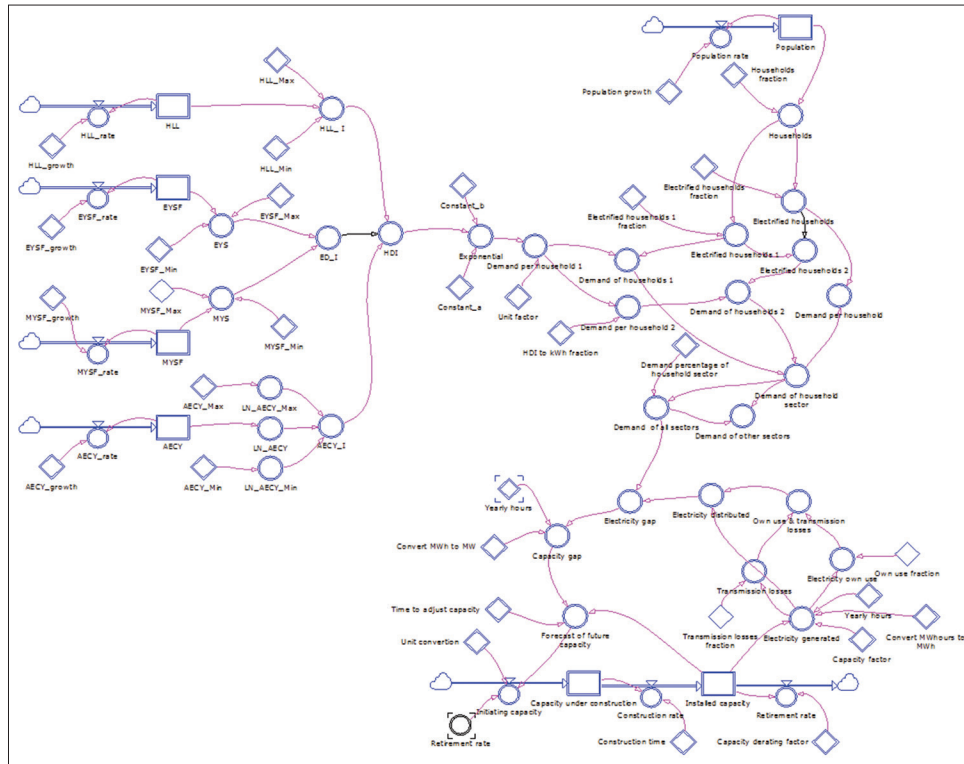 Population
Population rate
Households
fraction
Population growth
HLL_Max
HLL
HLL_rate
HLL_I
HLL_growth
HLL_Min
Households
Electrified households
fraction
EYSF
EYSF_rate
EYSF_Max
EYS
EYSF_growth
EYSF_Min
ED_I
HDI
Constant_b
Exponential
Constant_a
Electrified households 1
fraction
Electrified households
Electrified households 1
Electrified households 2
Demand per household 1
Demand of households 1
Unit factor
Demand per household 2
Demand of households 2
Demand per household
HDI to kWh fraction
MYSF_growth
MYSF_Max
MYS
MYSF_Min
MYSF
MYSF_rate
Demand percentage of
household sector
Demand of household
sector
Demand of all sectors
Demand of other sectors
AECY_Max
LN_AECY_Max
AECY
AECY_rate
LN_AECY
AECY_I
AECY_growth
AECY_Min
LN_AECY_Min
Yearly hours
Electricity gap
Electricity distributed
Own use & transmission
losses
Convert MWh to MW
Capacity gap
Electricity own use
Own use fraction
Transmission losses
Yearly hours
Time to adjust capacity
Forecast of future
capacity
Transmission losses
fraction
Electricity generated
Convert MWhours to
MWh
Capacity factor
Unit convertion
Initiating capacity
Capacity under construction
Construction rate
Installed capacity
Retirement rate
Retirement rate
Construction time
Capacity derating factor